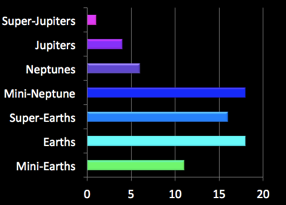 Super-Jupiters
Jupiters
Neptunes
Mini-Neptune
Super-Earths
Earths
Mini-Earths
0 5 10 15 20